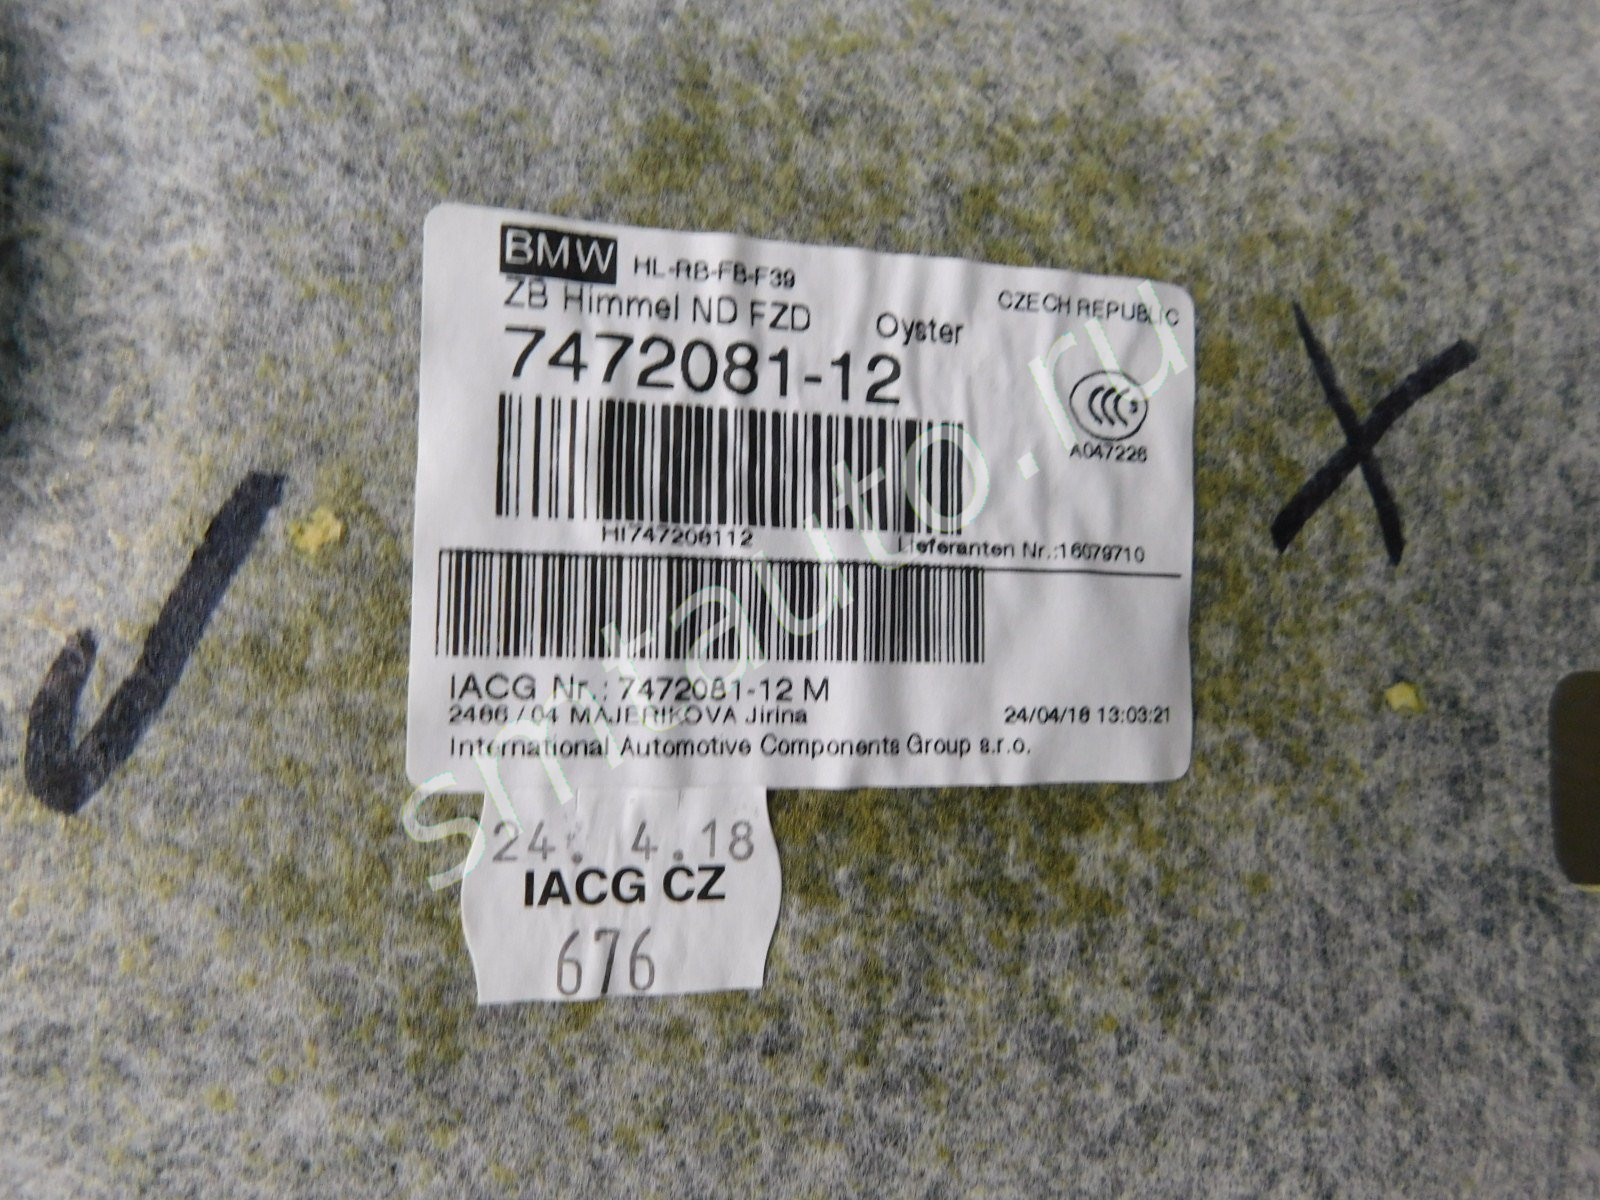 BMW HL-RB-FB-F39
ZB Himmel ND FZD Oyster
CZECH REPUBLIC
7472081-12
A047226
HI747208112
Lieferanten Nr.:16079710
IACG Nr.: 7472081-12 M
2466 / 04 MAJERIKOVA Jirina
24/04/18 13:03:21
International Automotive Components Group s.r.o.
24. 4.18
IACG CZ
676
smtauto.ru